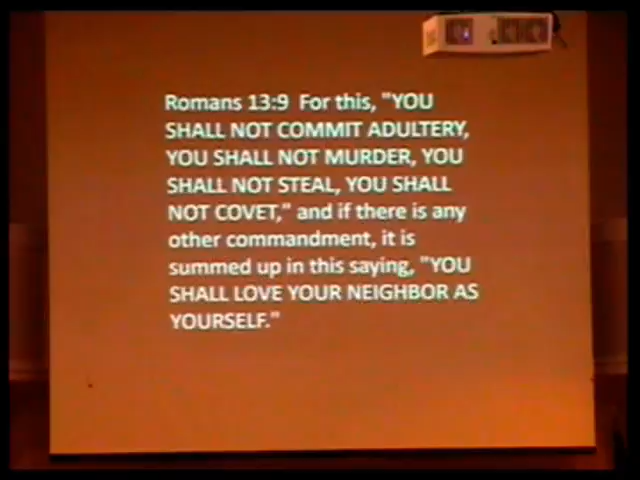 Romans 13:9 For this, "YOU
SHALL NOT COMMIT ADULTERY,
YOU SHALL NOT MURDER, YOU
SHALL NOT STEAL, YOU SHALL
NOT COVET," and if there is any
other commandment, it is
summed up in this saying, "YOU
SHALL LOVE YOUR NEIGHBOR AS
YOURSELF."